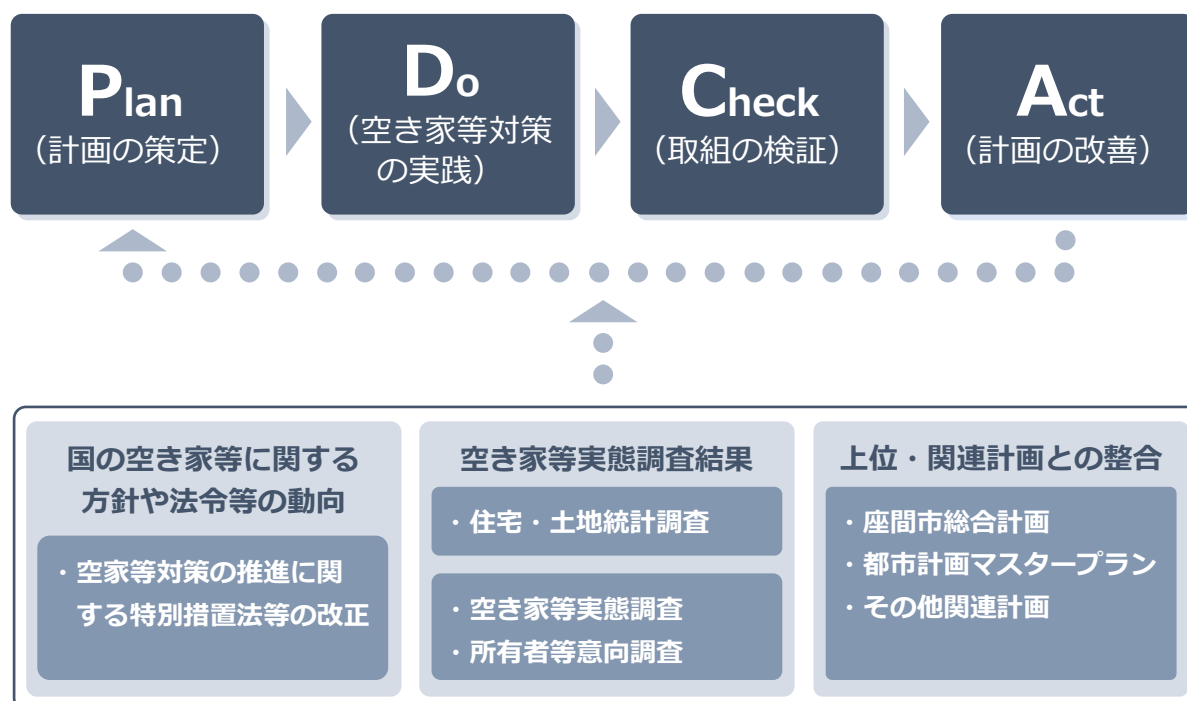 Plan
（計画の策定）
Do
（空き家等対策
の実践）
Check
（取組の検証）
Act
（計画の改善）
国の空き家等に関する
方針や法令等の動向
・空家等対策の推進に関
する特別措置法等の改正
空き家等実態調査結果
・住宅・土地統計調査
・空き家等実態調査
・所有者等意向調査
上位・関連計画との整合
・座間市総合計画
・都市計画マスタープラン
・その他関連計画